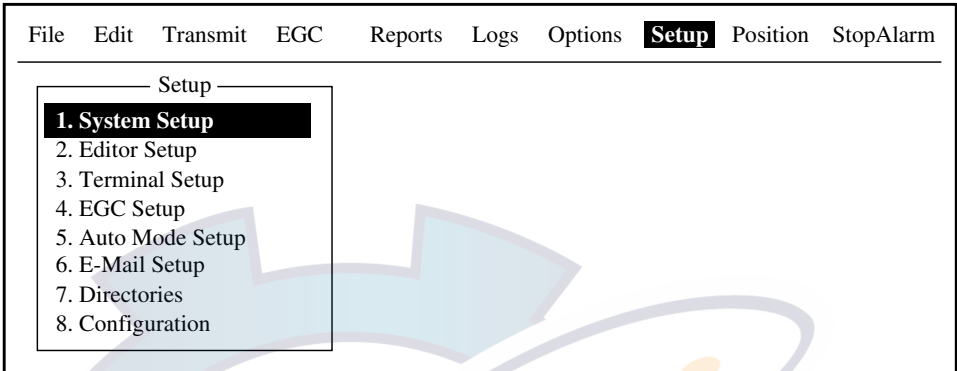 File Edit Transmit EGC Reports Logs Options Setup Position StopAlarm
Setup
1. System Setup
2. Editor Setup
3. Terminal Setup
4. EGC Setup
5. Auto Mode Setup
6. E-Mail Setup
7. Directories
8. Configuration